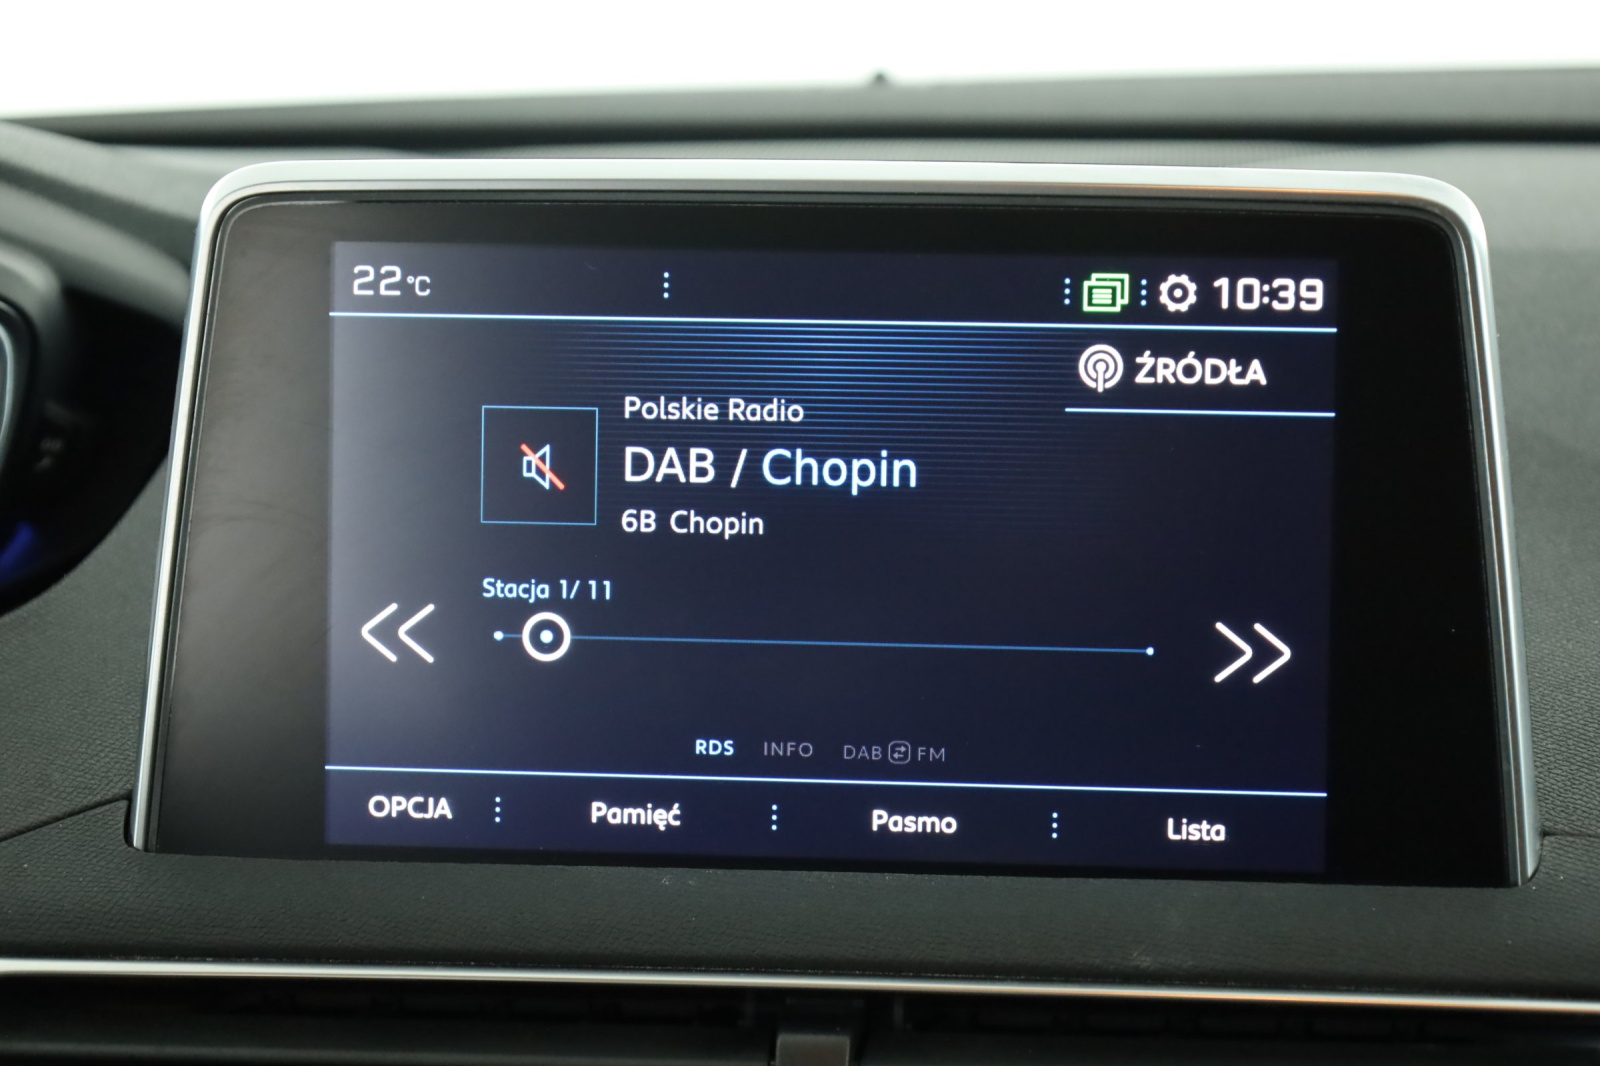 22°C
10:39
ŹRÓDŁA
Polskie Radio
DAB / Chopin
6B Chopin
Stacja 1/ 11
RDS INFO DAB FM
OPCJA Pamięć Pasmo Lista